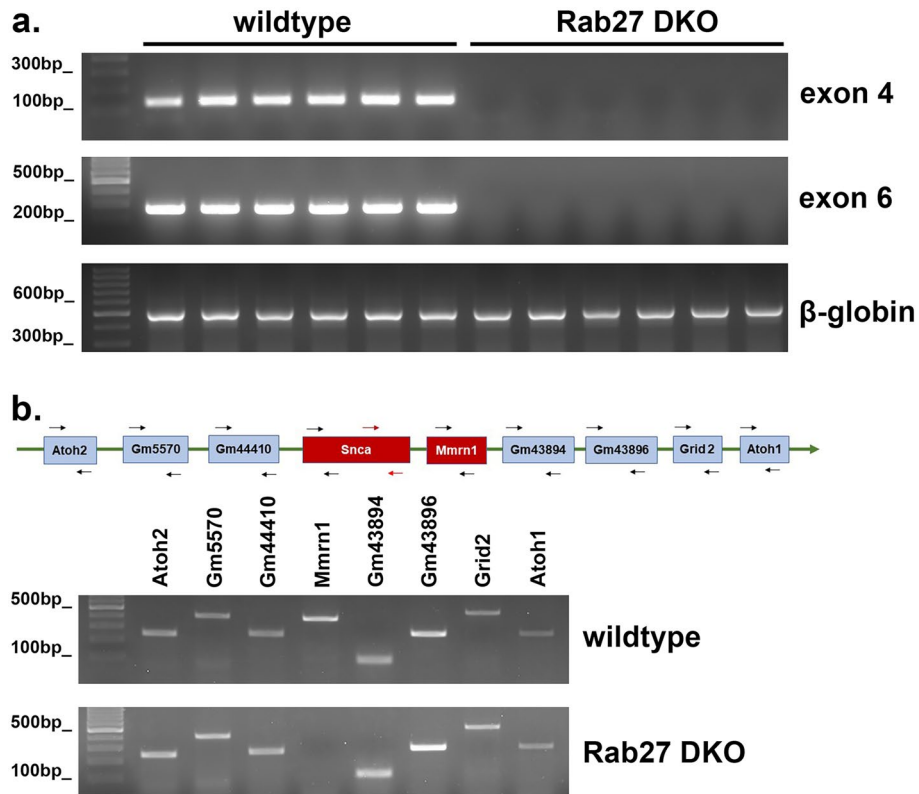 a.
wildtype Rab27 DKO
300bp_
100bp_
exon 4
500bp_
200bp_
exon 6
600bp_
300bp_
β-globin
b.
Atoh2 Gm5570 Gm44410 Snca Mmrn1 Gm43894 Gm43896 Grid2 Atoh1
Atoh2 Gm5570 Gm44410 Mmrn1 Gm43894 Gm43896 Grid2 Atoh1
500bp_
100bp_
wildtype
500bp_
100bp_
Rab27 DKO